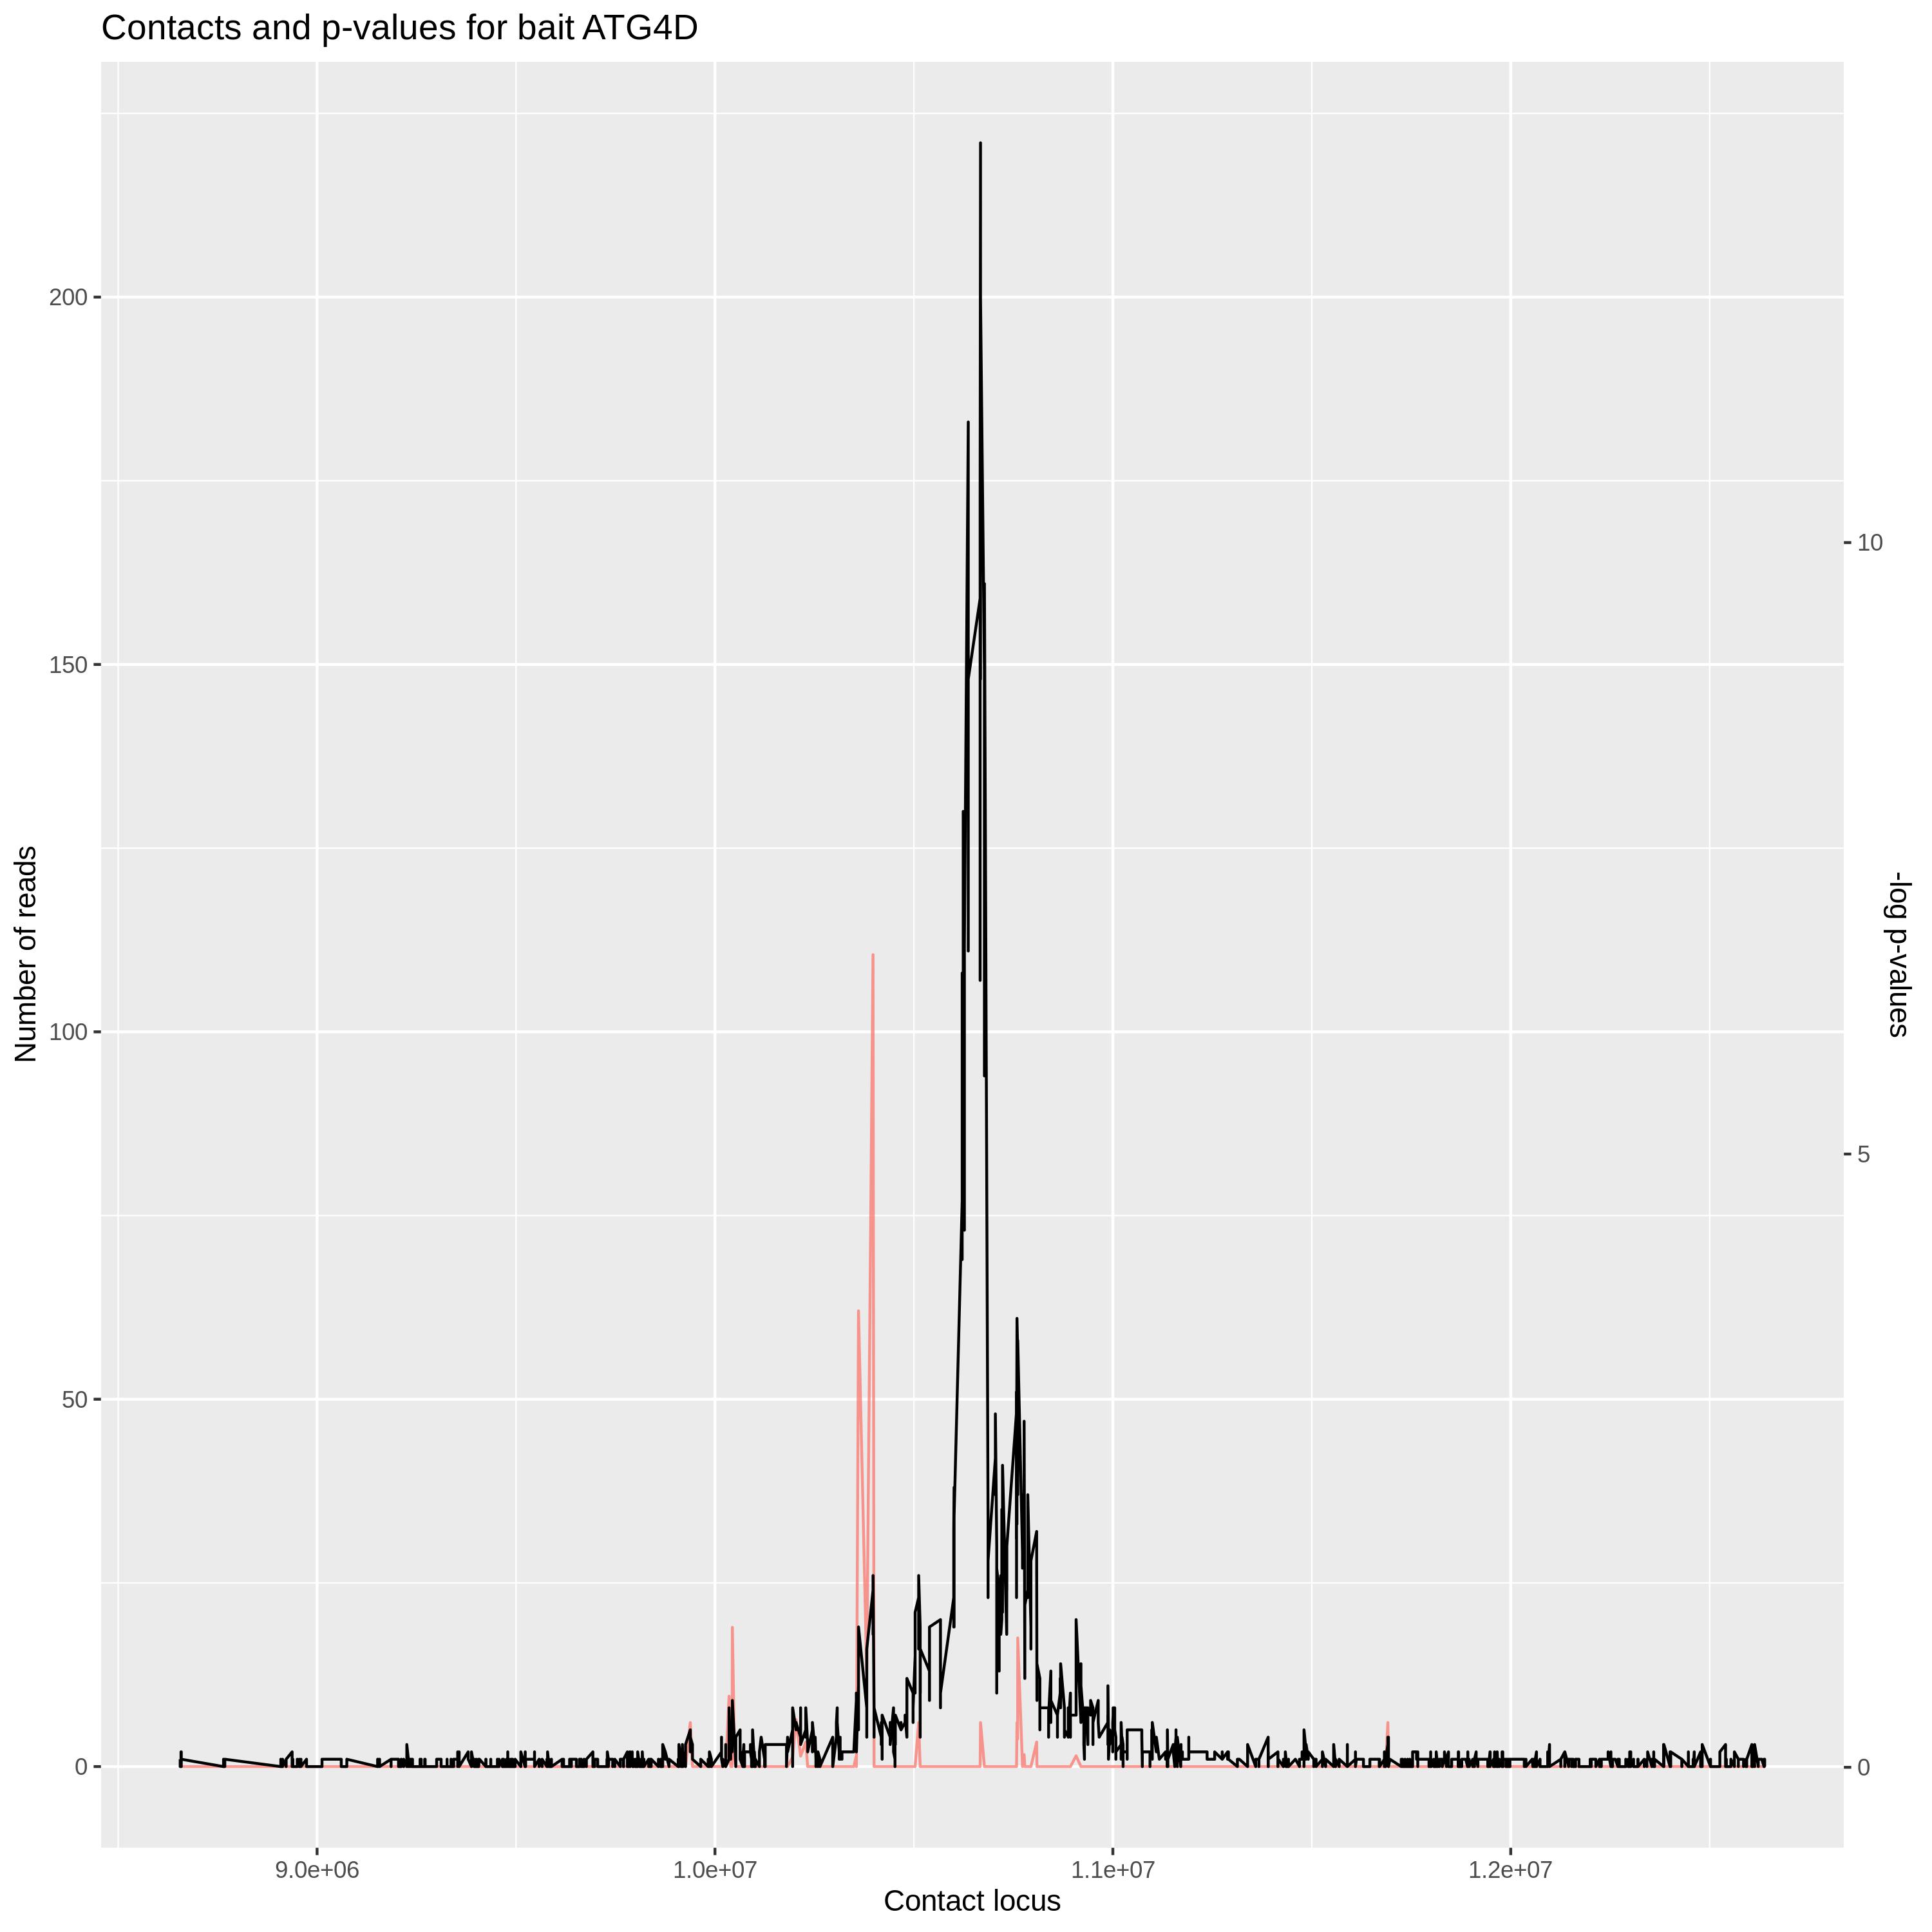 Contacts and p-values for bait ATG4D
200
150
100
50
0
10
5
0
Number of reads
-log p-values
9.0e+06 1.0e+07 1.1e+07 1.2e+07
Contact locus